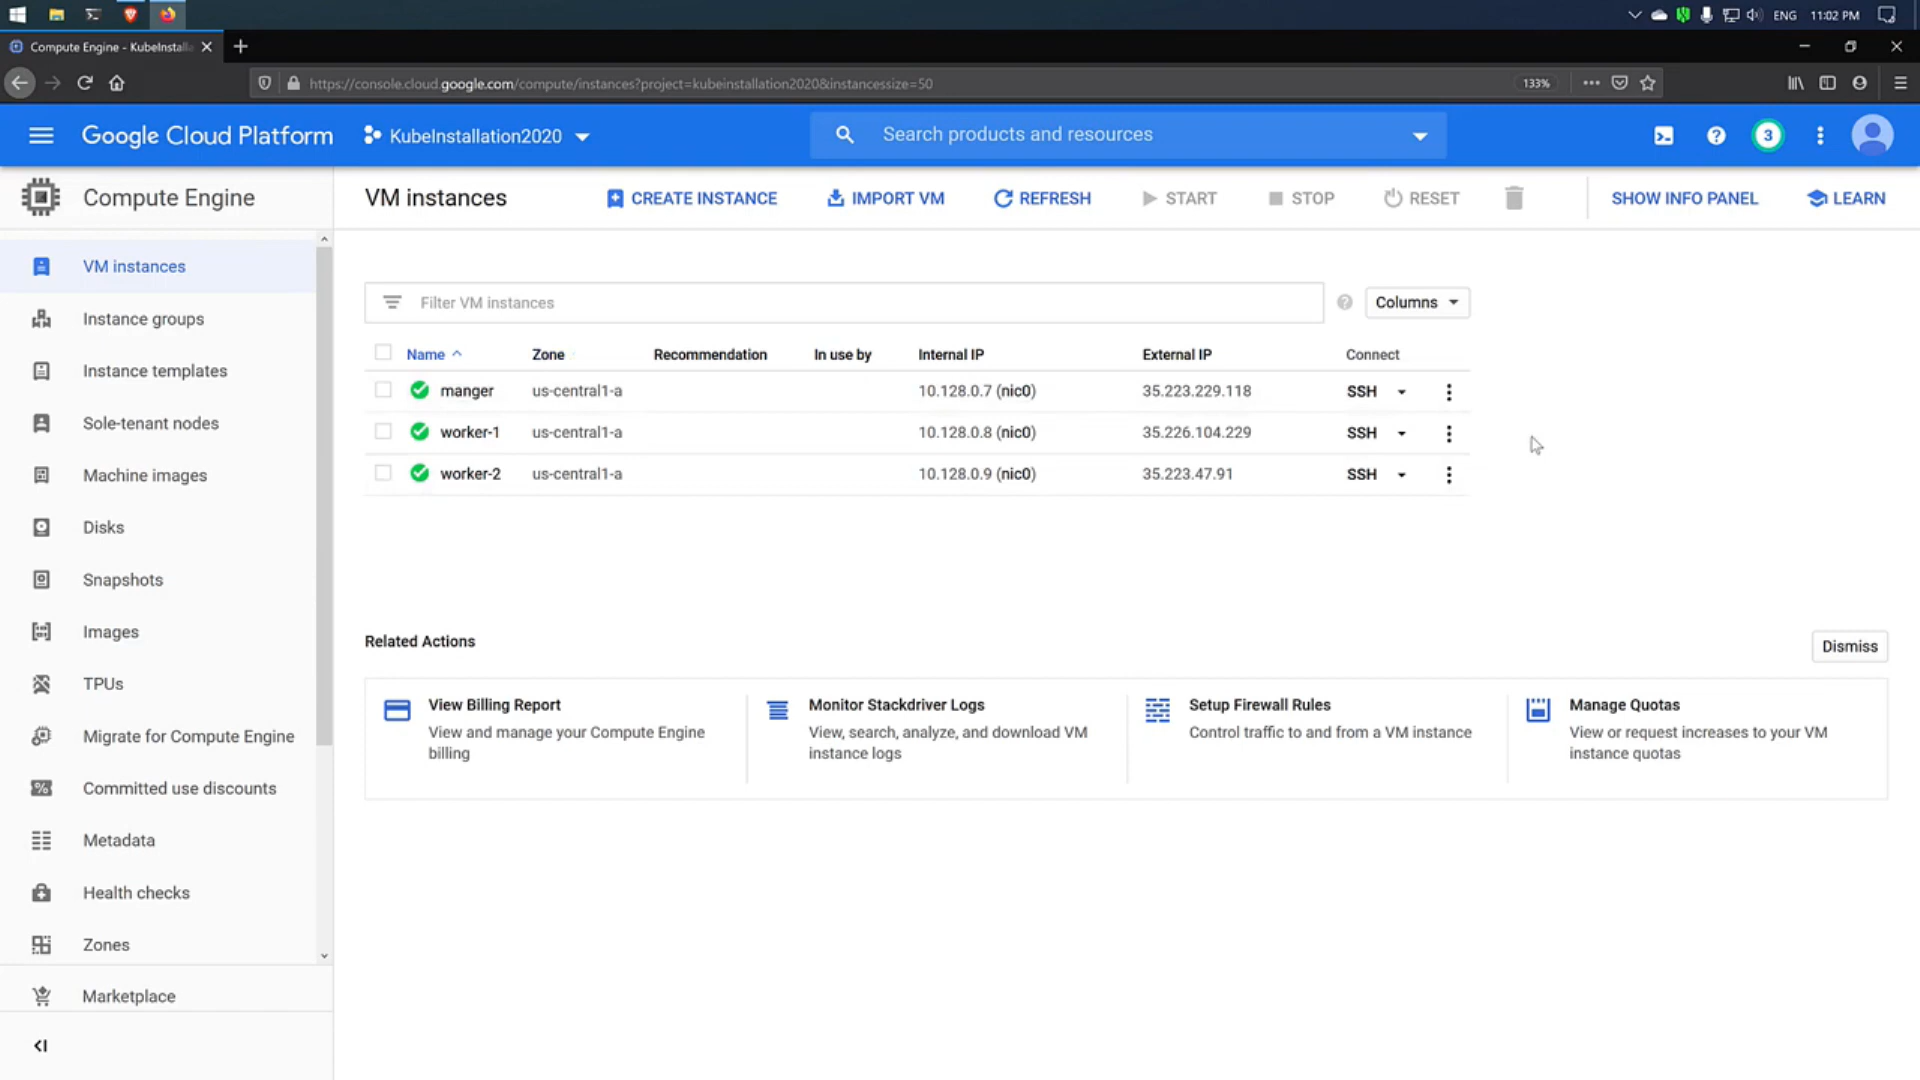 ENG 11:02 PM
Compute Engine - KubeInstalla
https://console.cloud.google.com/compute/instances?project=kubeinstallation2020&instancessize=50 133%
Google Cloud Platform KubeInstallation2020 Search products and resources 3
Compute Engine VM instances CREATE INSTANCE IMPORT VM REFRESH START STOP RESET SHOW INFO PANEL LEARN
VM instances
Instance groups
Instance templates
Sole-tenant nodes
Machine images
Disks
Snapshots
Images
TPUs
Migrate for Compute Engine
Committed use discounts
Metadata
Health checks
Zones
Marketplace
Filter VM instances Columns
Name Zone Recommendation In use by Internal IP External IP Connect
manger us-central1-a 10.128.0.7 (nic0) 35.223.229.118 SSH
worker-1 us-central1-a 10.128.0.8 (nic0) 35.226.104.229 SSH
worker-2 us-central1-a 10.128.0.9 (nic0) 35.223.47.91 SSH
Related Actions Dismiss
View Billing Report
View and manage your Compute Engine
billing
Monitor Stackdriver Logs
View, search, analyze, and download VM
instance logs
Setup Firewall Rules
Control traffic to and from a VM instance
Manage Quotas
View or request increases to your VM
instance quotas